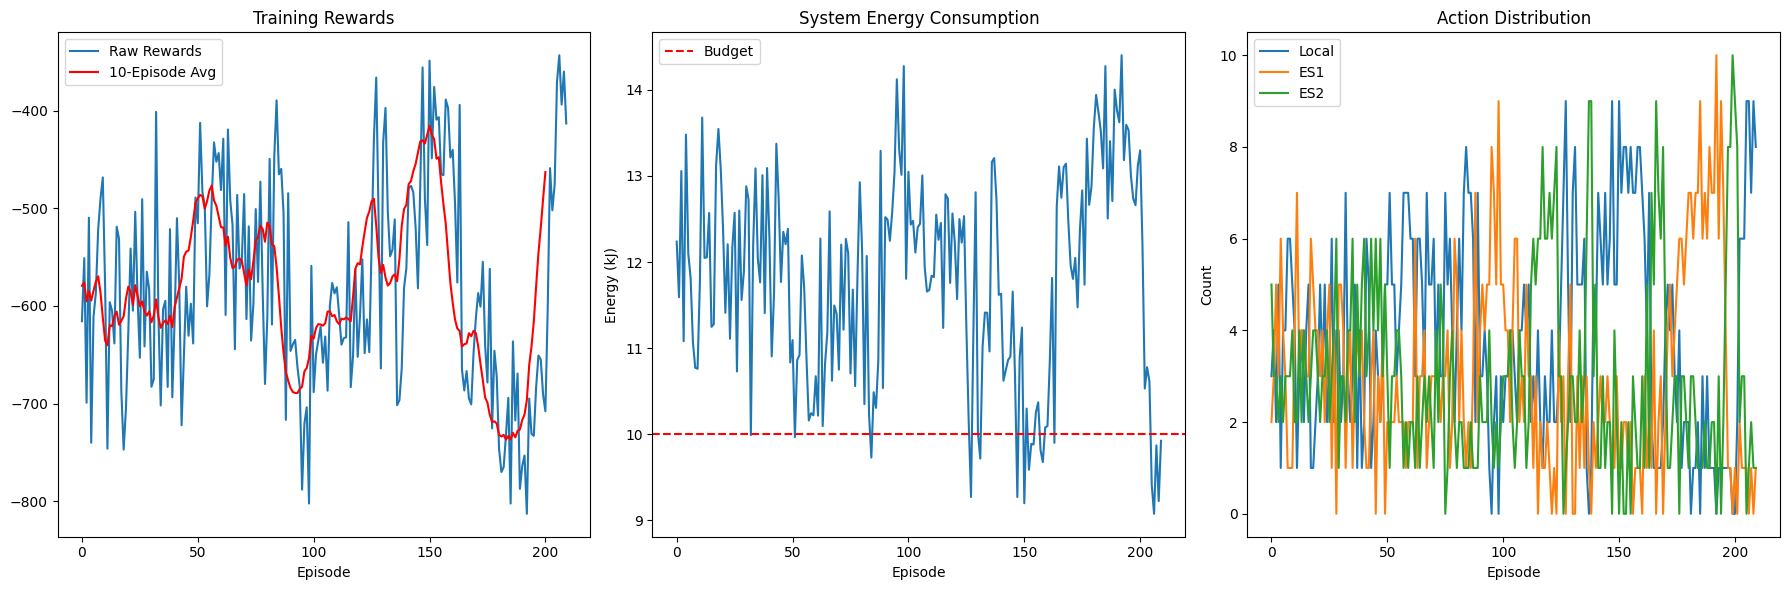 Training Rewards
Raw Rewards
10-Episode Avg
−400
−500
−600
−700
−800
0
50
100
150
200
Episode
System Energy Consumption
Budget
Energy (kJ)
14
13
12
11
10
9
0
50
100
150
200
Episode
Action Distribution
Local
ES1
ES2
Count
10
8
6
4
2
0
0
50
100
150
200
Episode